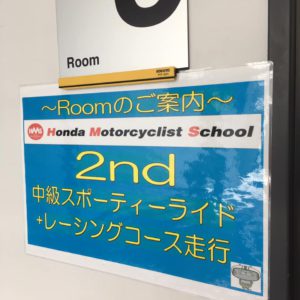 Room
～Roomのご案内～
HMS Honda Motorcyclist School
2nd
中級スポーティーライド
+レーシングコース走行